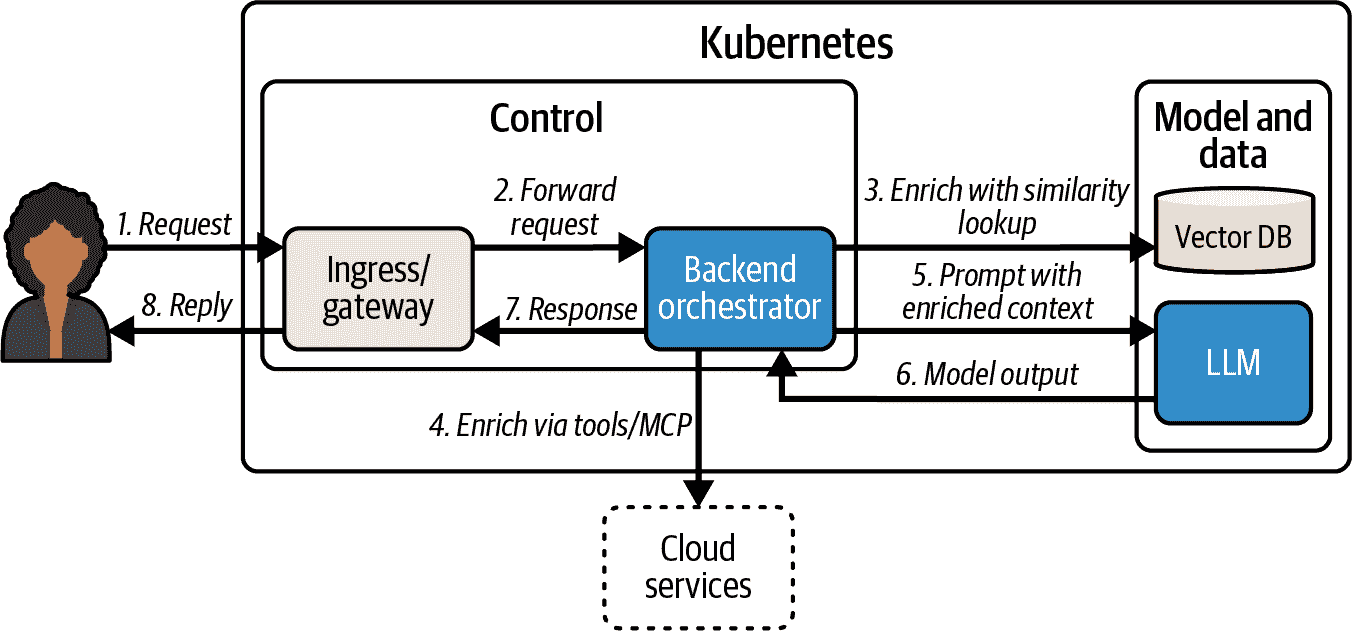 Kubernetes
Control
Model and
data
1. Request
2. Forward
request
3. Enrich with similarity
lookup
Ingress/
gateway
Backend
orchestrator
Vector DB
8. Reply
7. Response
5. Prompt with
enriched context
LLM
6. Model output
4. Enrich via tools/MCP
Cloud
services